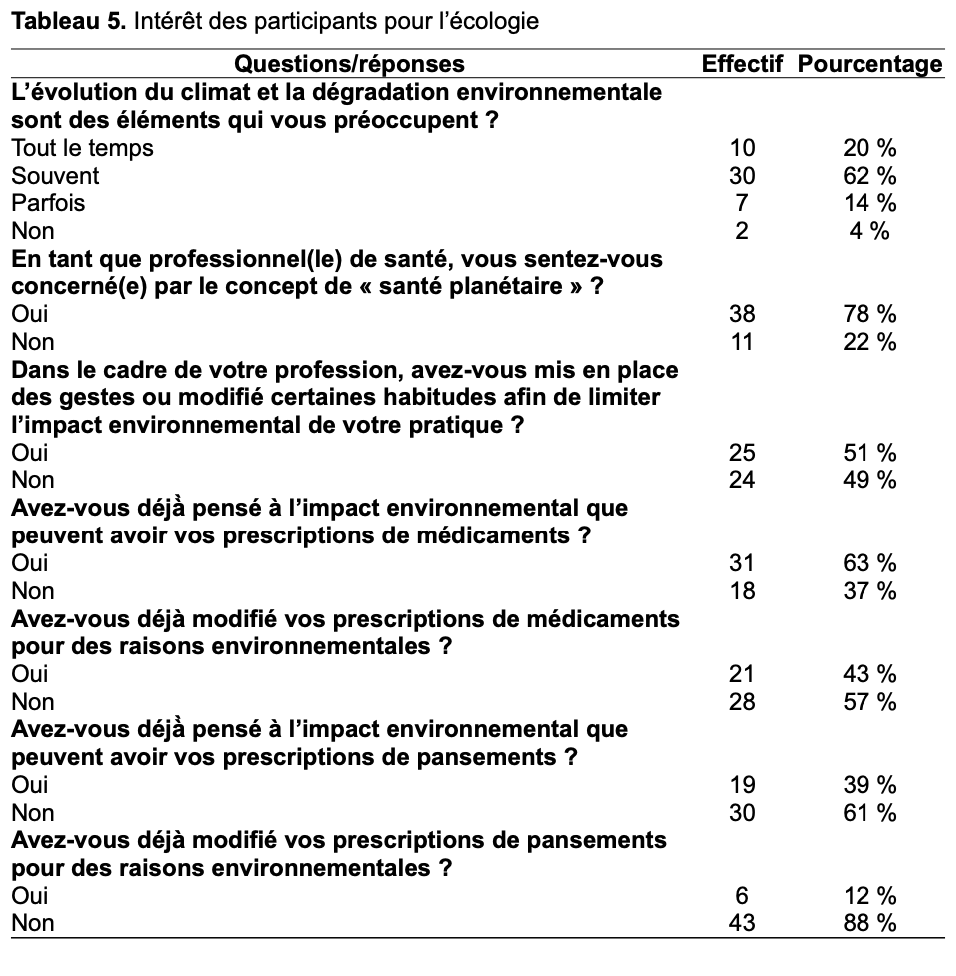 Tableau 5. Intérêt des participants pour l’écologie
Questions/réponses Effectif Pourcentage
L’évolution du climat et la dégradation environnementale
sont des éléments qui vous préoccupent ?
Tout le temps 10 20 %
Souvent 30 62 %
Parfois 7 14 %
Non 2 4 %
En tant que professionnel(le) de santé, vous sentez-vous
concerné(e) par le concept de « santé planétaire » ?
Oui 38 78 %
Non 11 22 %
Dans le cadre de votre profession, avez-vous mis en place
des gestes ou modifié certaines habitudes afin de limiter
l’impact environnemental de votre pratique ?
Oui 25 51 %
Non 24 49 %
Avez-vous déjà̀ pensé à l’impact environnemental que
peuvent avoir vos prescriptions de médicaments ?
Oui 31 63 %
Non 18 37 %
Avez-vous déjà modifié vos prescriptions de médicaments
pour des raisons environnementales ?
Oui 21 43 %
Non 28 57 %
Avez-vous déjà̀ pensé à l’impact environnemental que
peuvent avoir vos prescriptions de pansements ?
Oui 19 39 %
Non 30 61 %
Avez-vous déjà modifié vos prescriptions de pansements
pour des raisons environnementales ?
Oui 6 12 %
Non 43 88 %